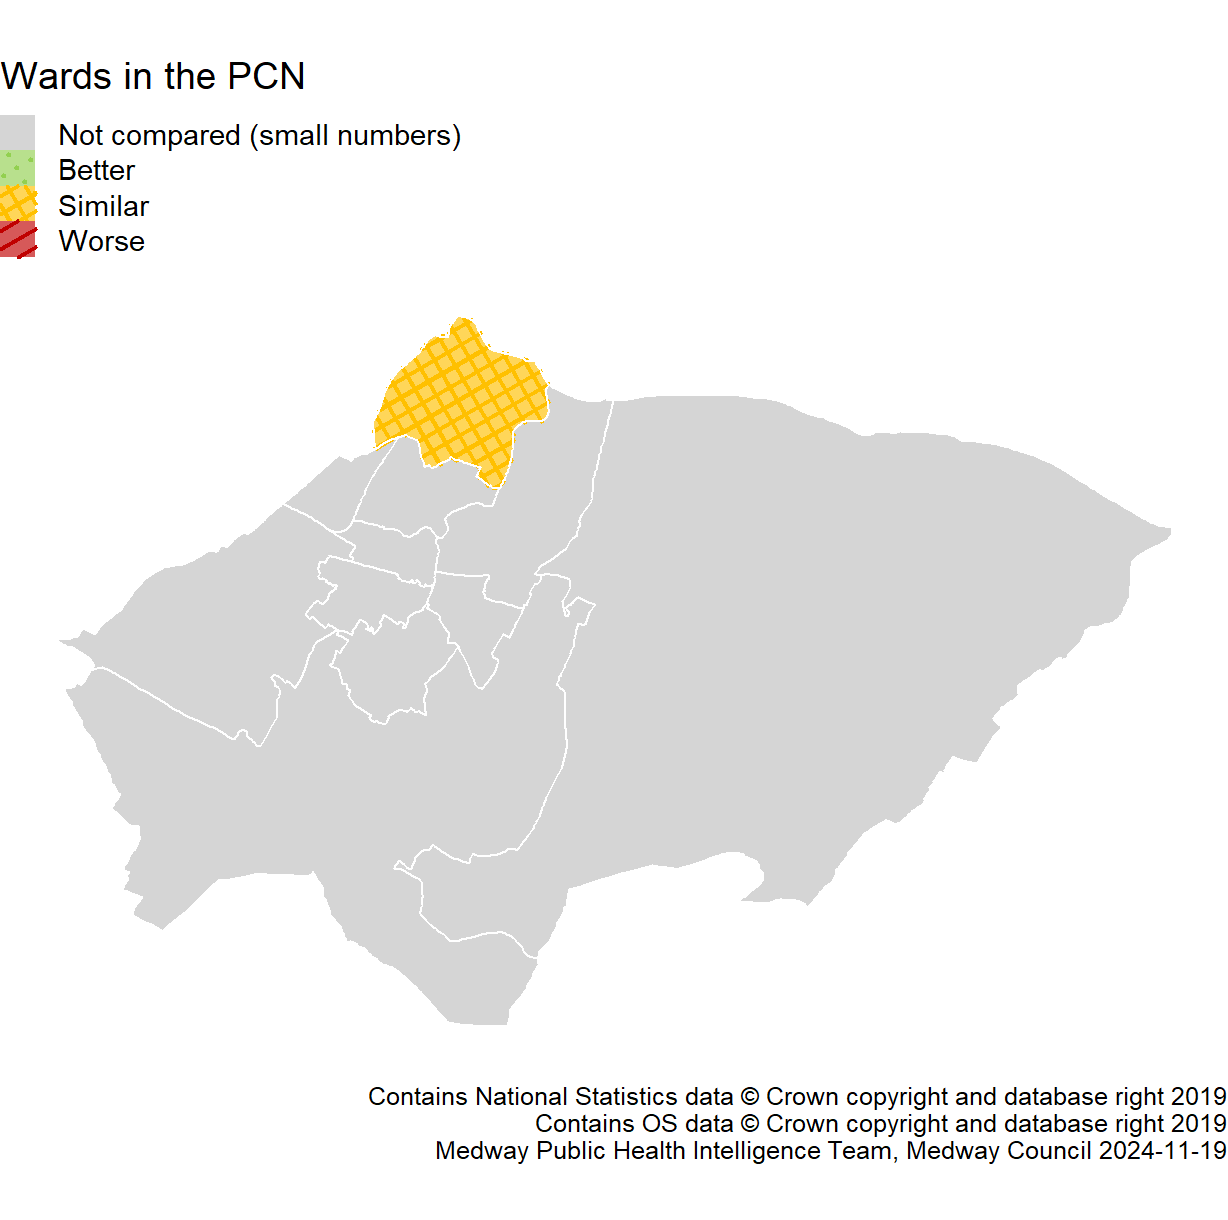 Wards in the PCN
Not compared (small numbers)
Better
Similar
Worse
Contains National Statistics data © Crown copyright and database right 2019
Contains OS data © Crown copyright and database right 2019
Medway Public Health Intelligence Team, Medway Council 2024-11-19